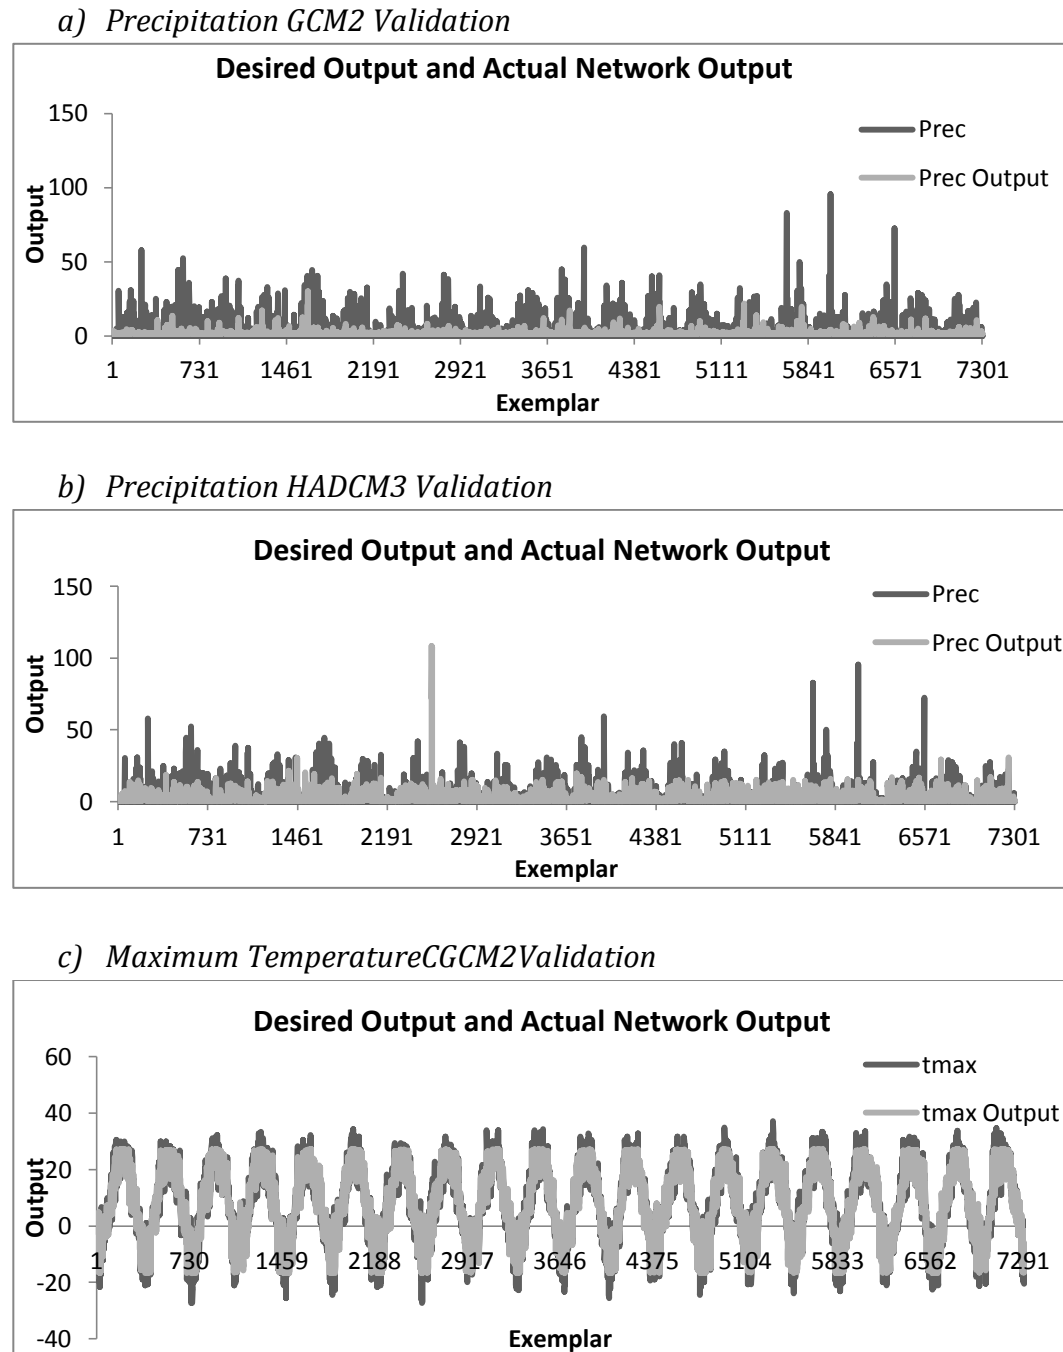 a) Precipitation GCM2 Validation
Desired Output and Actual Network Output
150
100
50
0
Output
Prec
Prec Output
1 731 1461 2191 2921 3651 4381 5111 5841 6571 7301
Exemplar
b) Precipitation HADCM3 Validation
Desired Output and Actual Network Output
150
100
50
0
Output
Prec
Prec Output
1 731 1461 2191 2921 3651 4381 5111 5841 6571 7301
Exemplar
c) Maximum TemperatureCGCM2Validation
Desired Output and Actual Network Output
60
40
20
0
-20
-40
Output
tmax
tmax Output
1 730 1459 2188 2917 3646 4375 5104 5833 6562 7291
Exemplar